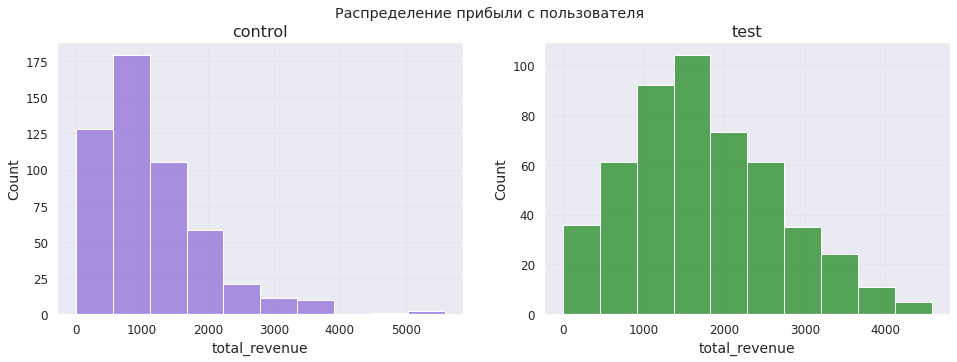 Распределение прибыли с пользователя
control
175
150
125
100
75
50
25
0
Count
0 1000 2000 3000 4000 5000
total_revenue
test
100
80
60
40
20
0
Count
0 1000 2000 3000 4000
total_revenue